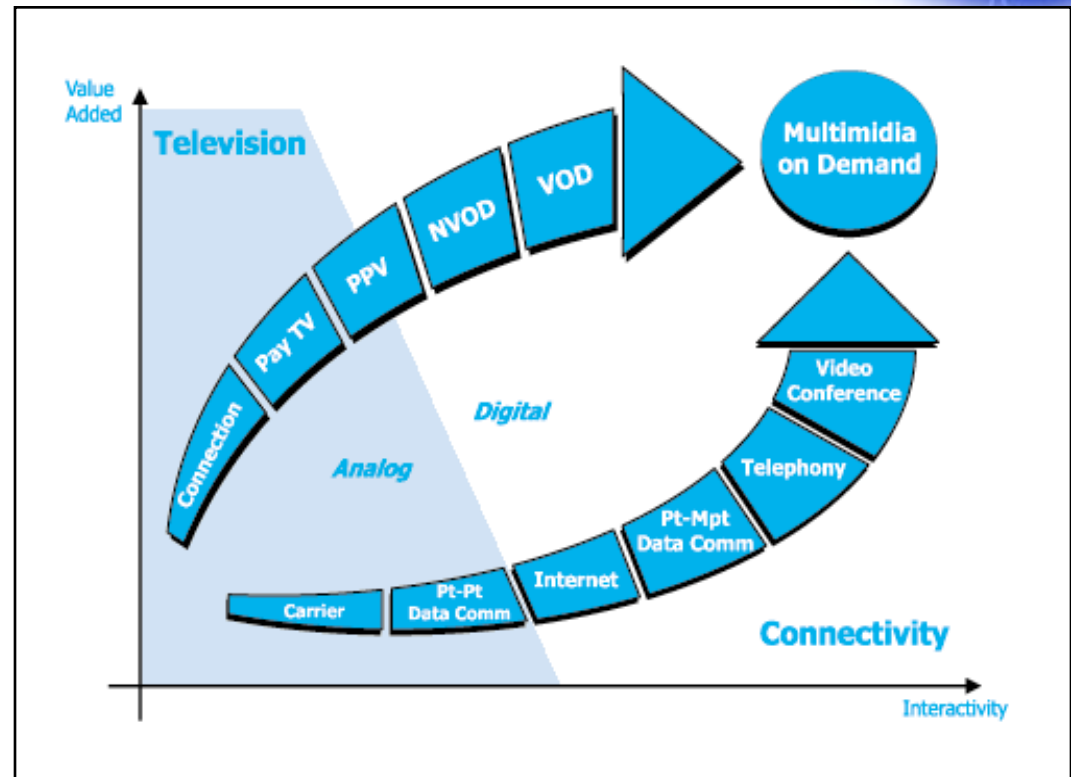 Value
Added
Television
Multimidia
on Demand
VOD
NVOD
PPV
Pay TV
Connection
Digital
Analog
Video
Conference
Telephony
Pt-Mpt
Data Comm
Internet
Pt-Pt
Data Comm
Carrier
Connectivity
Interactivity